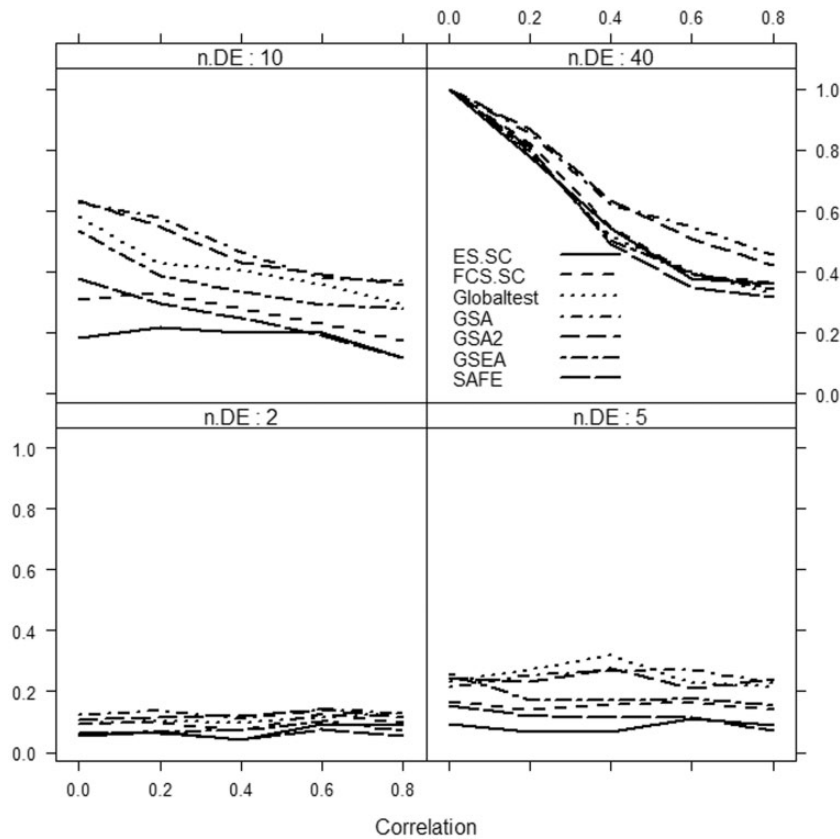 0.0 0.2 0.4 0.6 0.8
n.DE : 10 n.DE : 40
1.0
0.8
0.6
0.4
0.2
0.0
ES.SC
FCS.SC
Globaltest
GSA
GSA2
GSEA
SAFE
n.DE : 2 n.DE : 5
1.0
0.8
0.6
0.4
0.2
0.0
0.0 0.2 0.4 0.6 0.8
Correlation